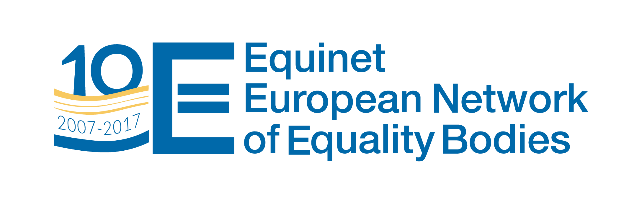 10
2007-2017
E
Equinet
European Network
of Equality Bodies